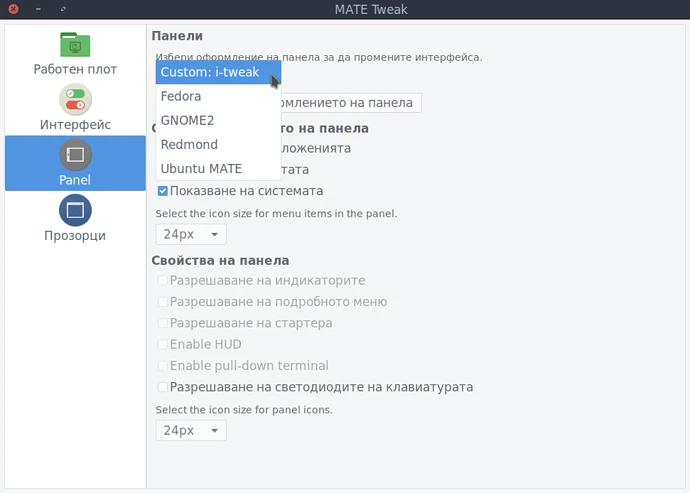 MATE Tweak
Работен плот
Интерфейс
Panel
Прозорци
Панели
Избери оформление на панела за да промените интерфейса.
Custom: i-tweak
Fedora
GNOME2
Redmond
Ubuntu MATE
на панела
на панела
Показване на системата
Select the icon size for menu items in the panel.
24px
Свойства на панела
Разрешаване на индикаторите
Разрешаване на подробното меню
Разрешаване на стартера
Enable HUD
Enable pull-down terminal
Разрешаване на светодиодите на клавиатурата
Select the icon size for panel icons.
24px